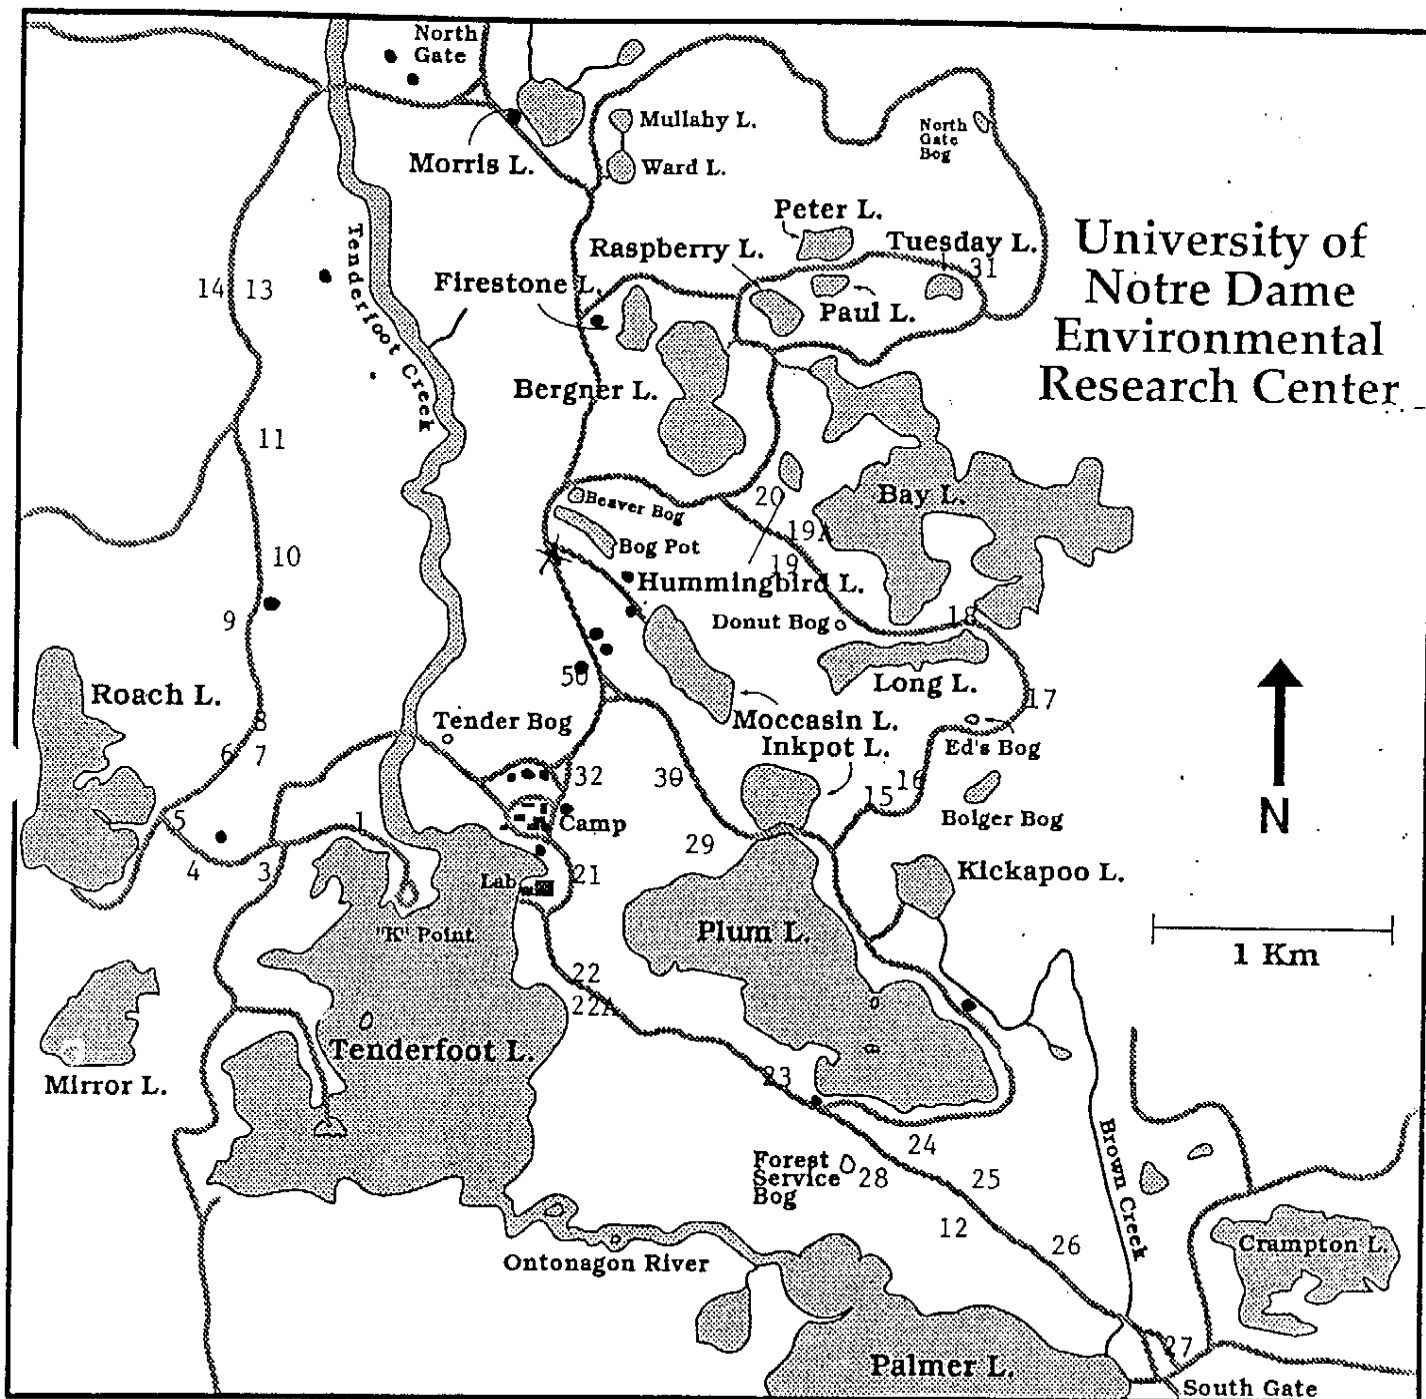 North
Gate
Mullahy L.
North
Gate
Bog
Morris L.
Ward L.
Peter L.
University of
Notre Dame
Environmental
Research Center
Raspberry L.
Tuesday L.
31
Tenderfoot Creek
Firestone L.
14
13
Paul L.
Bergner L.
11
20
Bay L.
Beaver Bog
19A
Bog Pot
10
19
Hummingbird L.
9
Donut Bog
18
50
Roach L.
Long L.
17
8
Tender Bog
Moccasin L.
6
7
Inkpot L.
Ed's Bog
32
30
16
15
5
1
Camp
Bolger Bog
N
29
4
3
21
Kickapoo L.
Lab
"K" Point
Plum L.
1 Km
22
22A
Tenderfoot L.
Mirror L.
23
24
Brown Creek
Forest
Service
Bog
28
25
12
26
Crampton L.
Ontonagon River
27
Palmer L.
South Gate